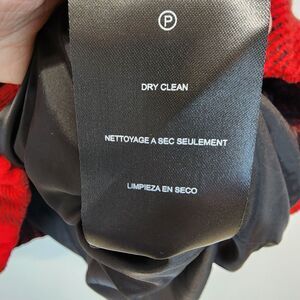 P
DRY CLEAN
NETTOYAGE A SEC SEULEMENT
LIMPIEZA EN SECO